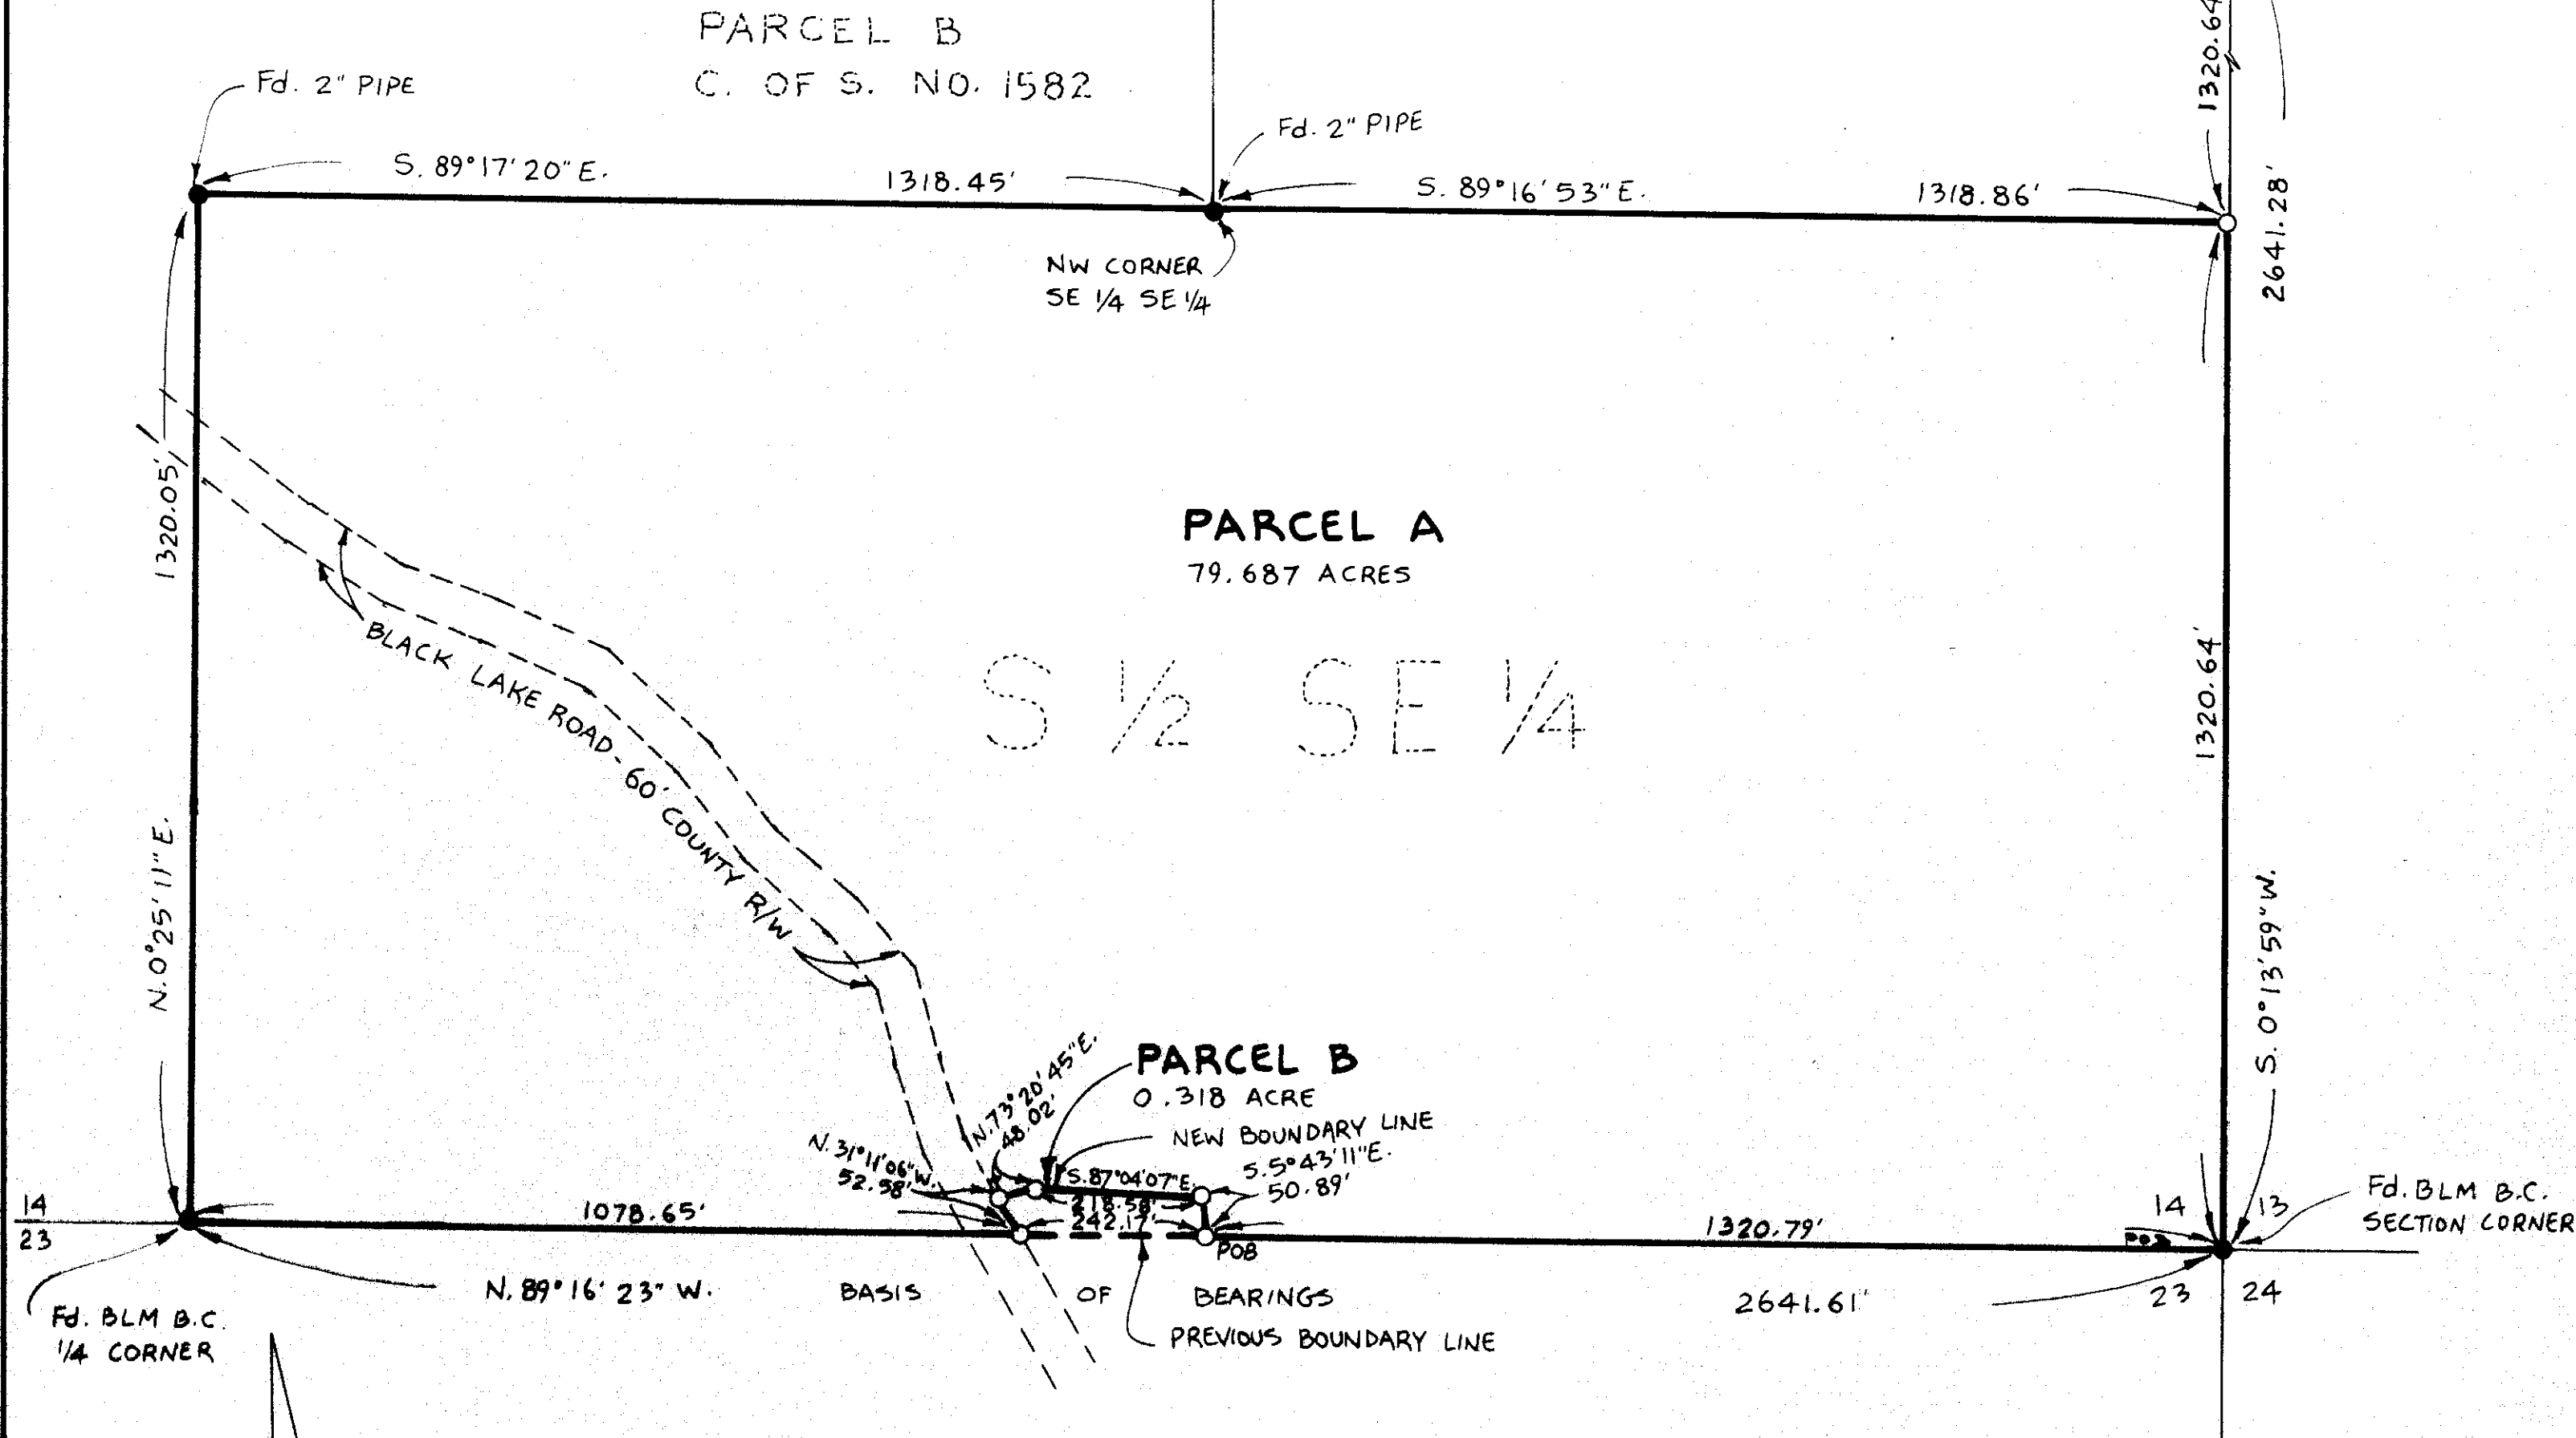 PARCEL B
C. OF S. NO. 1582
Fd. 2" PIPE
Fd. 2" PIPE
1320.64
S. 89°17'20"E.
1318.45'
S. 89°16'53"E.
1318.86'
2641.28'
NW CORNER
SE 1/4 SE 1/4
1320.05'
N. 0°25'11"E.
PARCEL A
79.687 ACRES
S 1/2 SE 1/4
1320.64'
S. 0°13'59"W.
BLACK LAKE ROAD - 60' COUNTY R/W
PARCEL B
0.318 ACRE
NEW BOUNDARY LINE
N. 73°20'45"E.
48.02'
N. 31°11'06"W.
52.58'
S. 87°04'07"E.
218.58'
S. 5°43'11"E.
50.89'
242.17'
POB
14
23
1078.65'
1320.79'
POB
14
13
23
24
Fd. BLM B.C.
SECTION CORNER
N. 89°16'23"W.
BASIS OF BEARINGS
2641.61'
PREVIOUS BOUNDARY LINE
Fd. BLM B.C.
1/4 CORNER